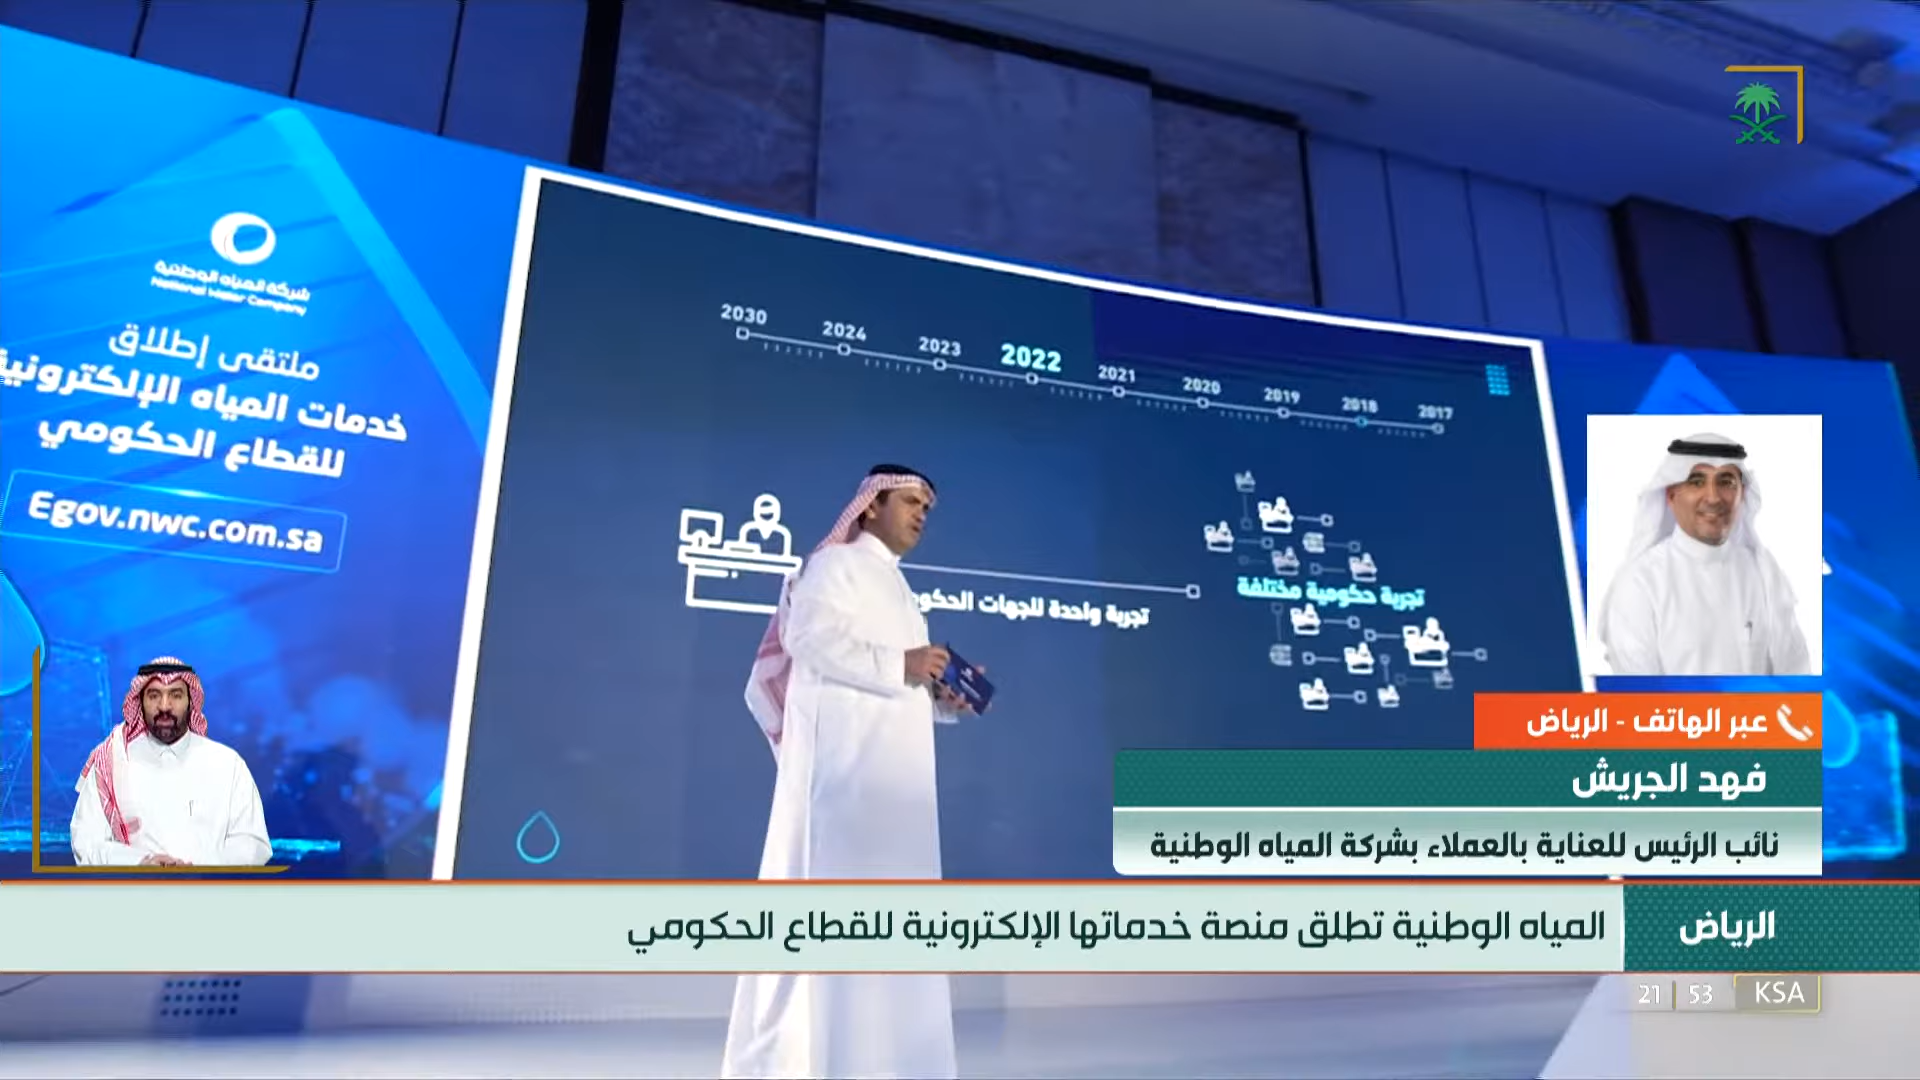 شركة المياه الوطنية
National Water Company
ملتقى إطلاق
خدمات المياه الإلكترونية
للقطاع الحكومي
Egov.nwc.com.sa
2030
2024
2023
2022
2021
2020
2019
2018
2017
تجربة حكومية مختلفة
تجربة واحدة للجهات
عبر الهاتف - الرياض
فهد الجريش
نائب الرئيس للعناية بالعملاء بشركة المياه الوطنية
الرياض
المياه الوطنية تطلق منصة خدماتها الإلكترونية للقطاع الحكومي
21 | 53 KSA